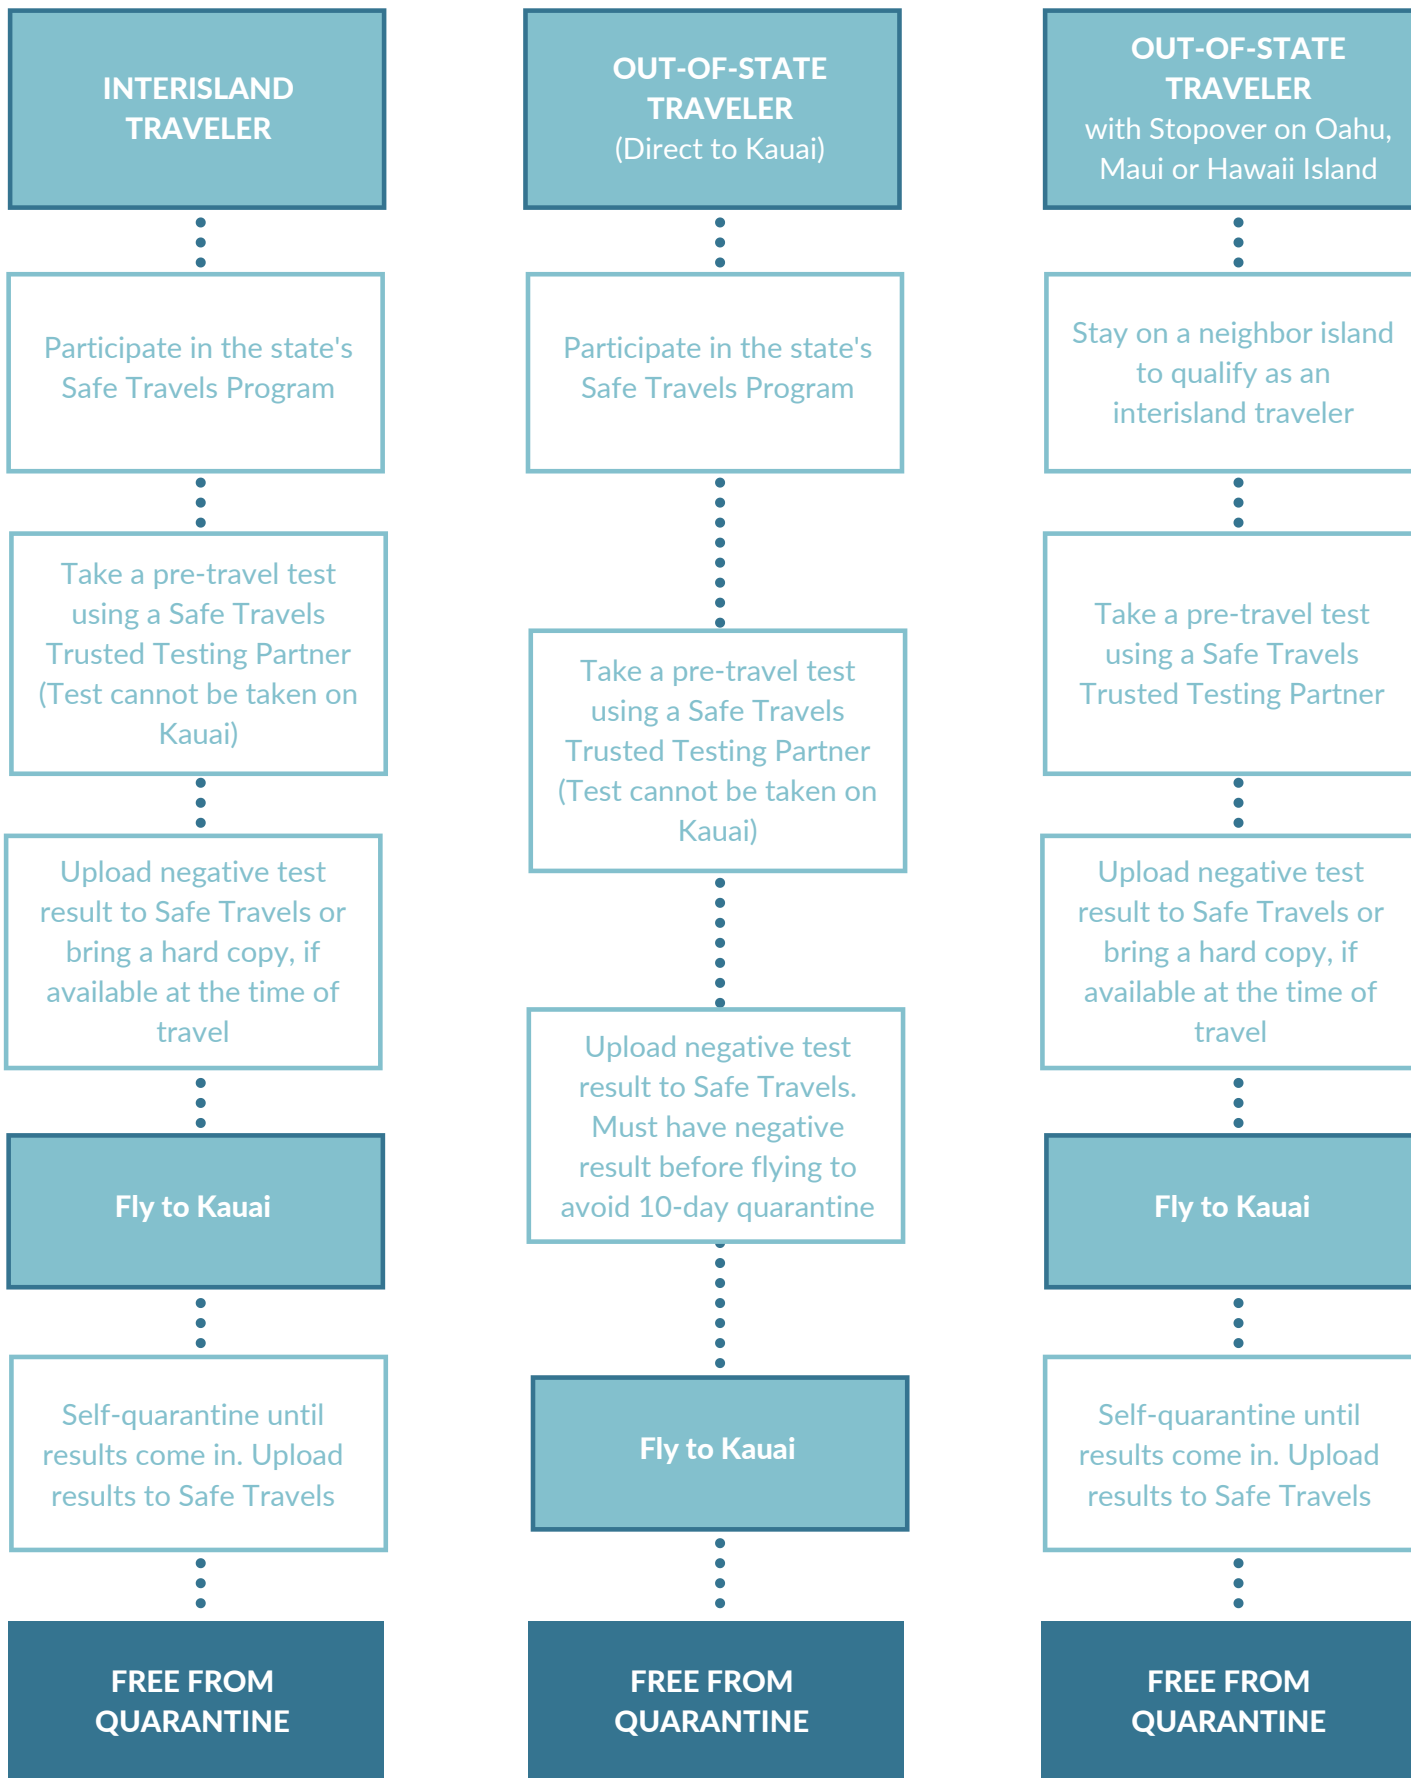 INTERISLAND
TRAVELER
Participate in the state's
Safe Travels Program
Take a pre-travel test
using a Safe Travels
Trusted Testing Partner
(Test cannot be taken on
Kauai)
Upload negative test
result to Safe Travels or
bring a hard copy, if
available at the time of
travel
Fly to Kauai
Self-quarantine until
results come in. Upload
results to Safe Travels
FREE FROM
QUARANTINE
OUT-OF-STATE
TRAVELER
(Direct to Kauai)
Participate in the state's
Safe Travels Program
Take a pre-travel test
using a Safe Travels
Trusted Testing Partner
(Test cannot be taken on
Kauai)
Upload negative test
result to Safe Travels.
Must have negative
result before flying to
avoid 10-day quarantine
Fly to Kauai
FREE FROM
QUARANTINE
OUT-OF-STATE
TRAVELER
with Stopover on Oahu,
Maui or Hawaii Island
Stay on a neighbor island
to qualify as an
interisland traveler
Take a pre-travel test
using a Safe Travels
Trusted Testing Partner
Upload negative test
result to Safe Travels or
bring a hard copy, if
available at the time of
travel
Fly to Kauai
Self-quarantine until
results come in. Upload
results to Safe Travels
FREE FROM
QUARANTINE